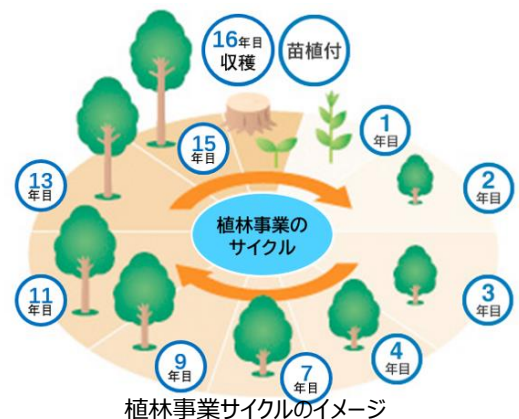 16年目
収穫
苗植付
1
年目
2
年目
3
年目
4
年目
7
年目
9
年目
11
年目
13
年目
15
年目
植林事業の
サイクル
植林事業サイクルのイメージ